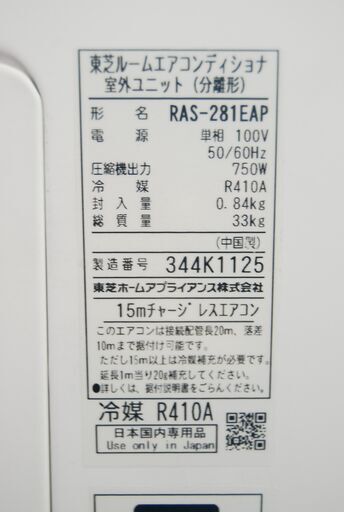 東芝ルームエアコンディショナ
室外ユニット (分離形)
形 名 RAS-281EAP
電 源 単相 100V
50/60Hz
圧縮機出力 750W
冷 媒 R410A
封 入 量 0.84kg
総 質 量 33kg
(中国製)
製造番号 344K1125
東芝ホームアプライアンス株式会社
15mチャージレスエアコン
このエアコンは接続配管長20m、落差
10mまで据付け可能です。
ただし15m以上は冷媒補充が必要です。
延長1m当り20g補充してください。
●詳しくは、据付説明書をごらんください。
冷媒 R410A
日本国内専用品
Use only in Japan